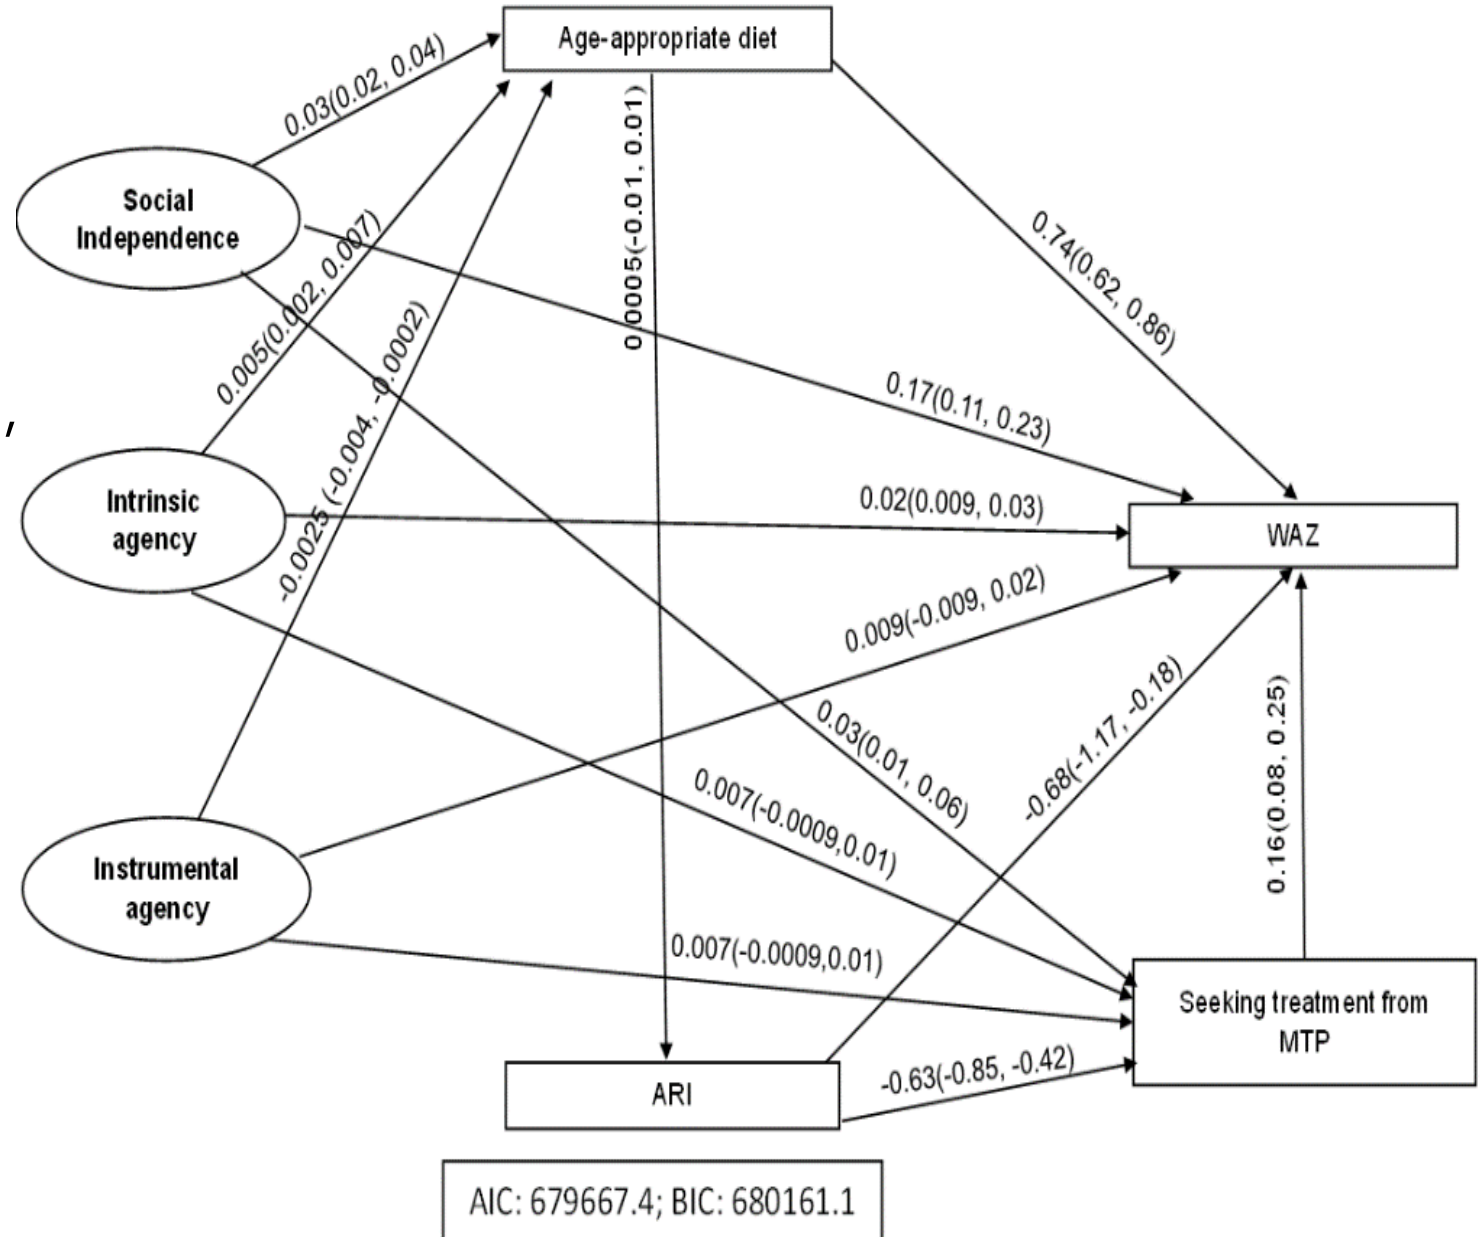 Age-appropriate diet
0.03(0.02, 0.04)
0.0005(-0.01, 0.01)
Social
Independence
0.005(0.002, 0.007)
0.74(0.62, 0.86)
-0.0025 (-0.004, -0.0002)
0.17(0.11, 0.23)
,
Intrinsic
agency
0.02(0.009, 0.03)
WAZ
0.009(-0.009, 0.02)
0.03(0.01, 0.06)
-0.68(-1.17, -0.18)
0.16(0.08, 0.25)
0.007(-0.0009,0.01)
Instrumental
agency
0.007(-0.0009,0.01)
Seeking treatment from
MTP
-0.63(-0.85, -0.42)
ARI
AIC: 679667.4; BIC: 680161.1